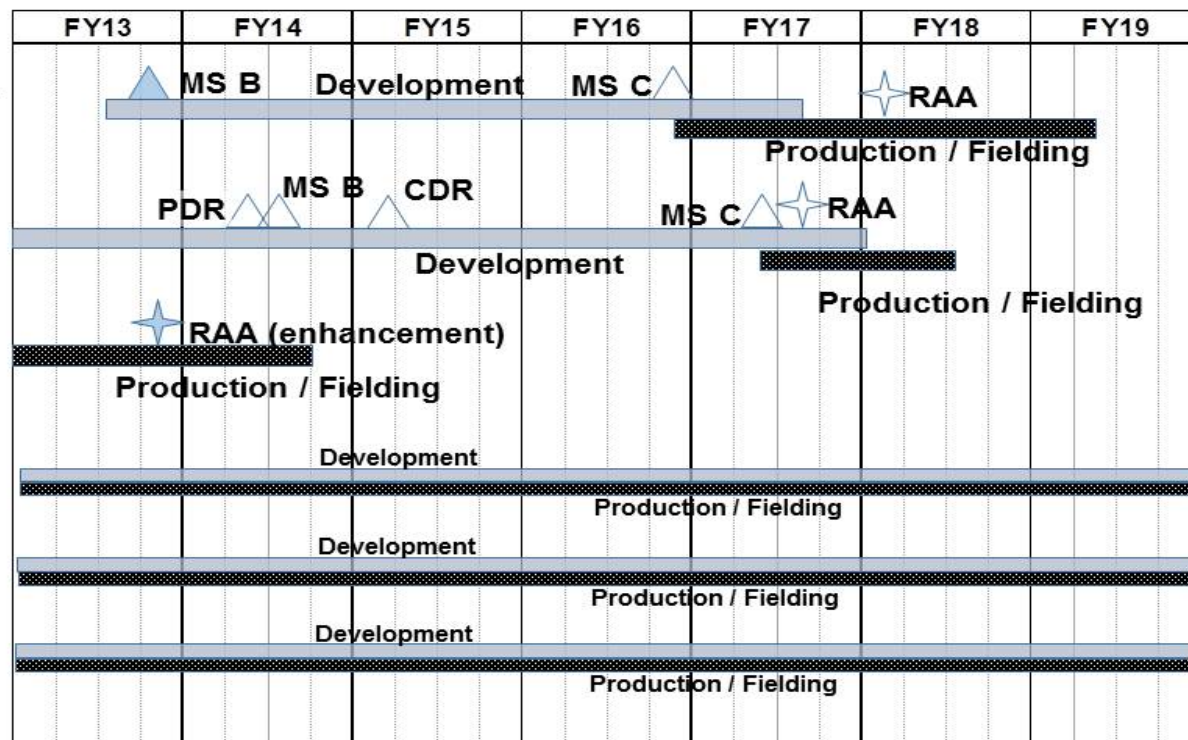 FY13 FY14 FY15 FY16 FY17 FY18 FY19
MS B Development MS C RAA
Production / Fielding
PDR MS B CDR MS C RAA
Development
Production / Fielding
RAA (enhancement)
Production / Fielding
Development
Production / Fielding
Development
Production / Fielding
Development
Production / Fielding